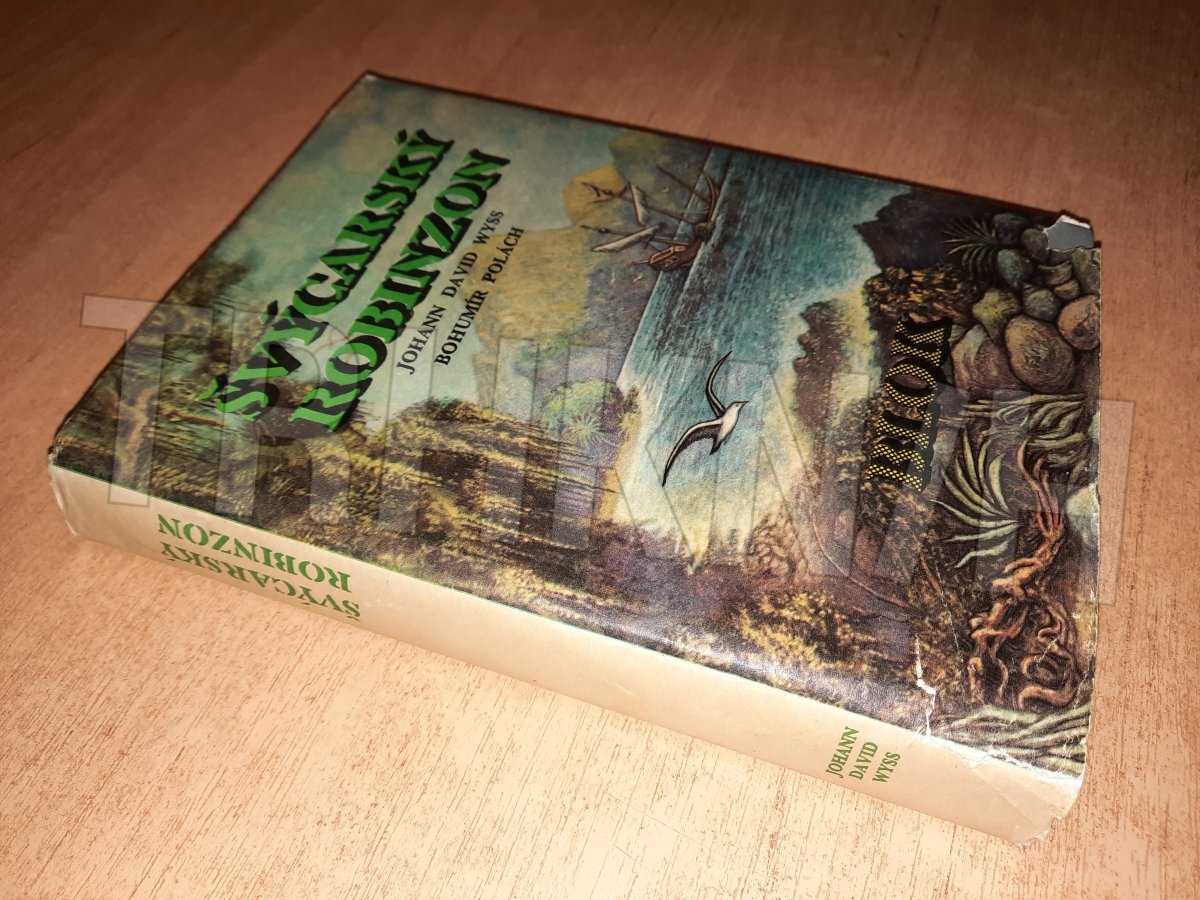 ŠVÝCARSKÝ
ROBINZON
JOHANN DAVID WYSS
BOHUMÍR POLÁCH
BLOK
ŠVÝCARSKÝ
ROBINZON
JOHANN
DAVID
WYSS